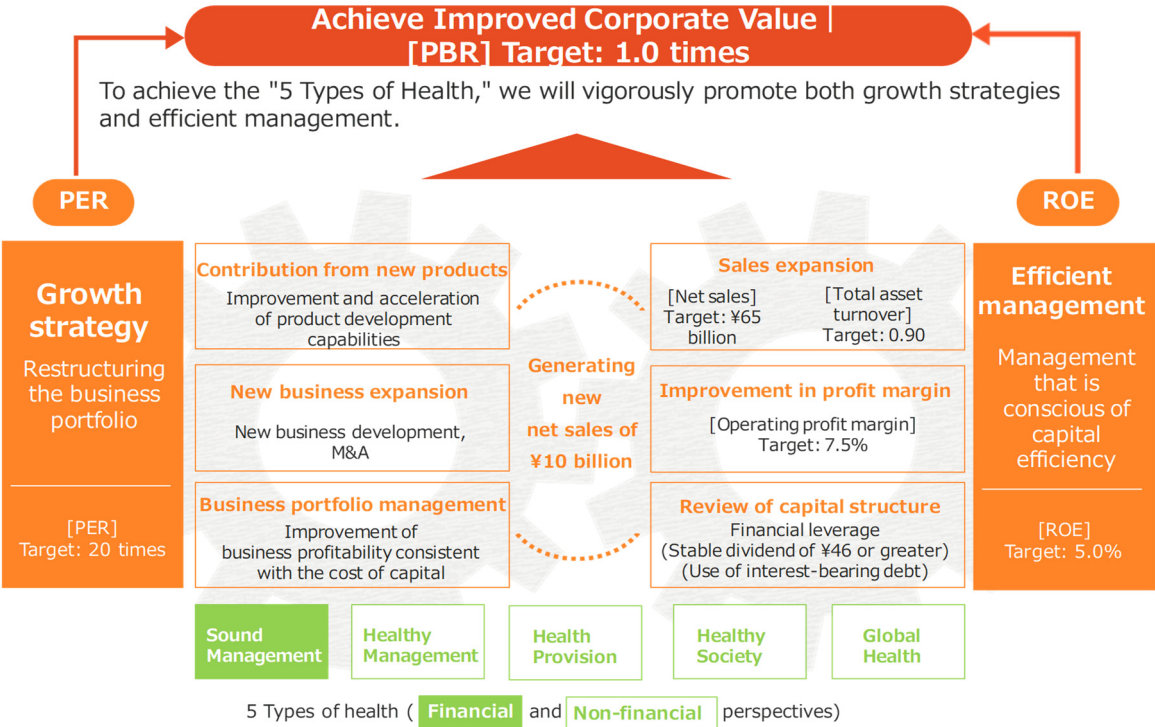 Achieve Improved Corporate Value |
[PBR] Target: 1.0 times
To achieve the "5 Types of Health," we will vigorously promote both growth strategies
and efficient management.
PER
ROE
Growth
strategy
Restructuring
the business
portfolio
[PER]
Target: 20 times
Contribution from new products
Improvement and acceleration
of product development
capabilities
New business expansion
New business development,
M&A
Business portfolio management
Improvement of
business profitability consistent
with the cost of capital
Generating
new
net sales of
¥10 billion
Sales expansion
[Net sales]
Target: ¥65
billion
[Total asset
turnover]
Target: 0.90
Improvement in profit margin
[Operating profit margin]
Target: 7.5%
Review of capital structure
Financial leverage
(Stable dividend of ¥46 or greater)
(Use of interest-bearing debt)
Efficient
management
Management
that is
conscious of
capital
efficiency
[ROE]
Target: 5.0%
Sound
Management
Healthy
Management
Health
Provision
Healthy
Society
Global
Health
5 Types of health ( Financial and Non-financial perspectives)